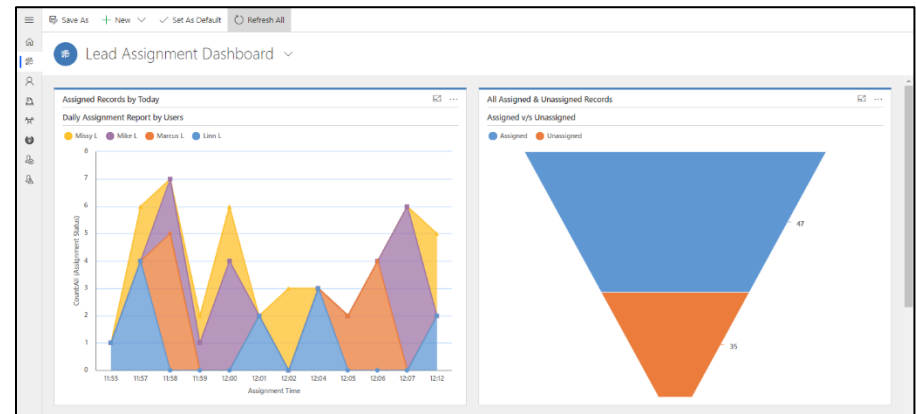 Save As New Set As Default Refresh All
Lead Assignment Dashboard
Assigned Records by Today
Daily Assignment Report by Users
Missy L Mike L Marcus L Linn L
8
7
6
5
4
3
2
1
0
Count:All (Assignment Status)
11:55 11:57 11:58 11:59 12:00 12:01 12:02 12:04 12:05 12:06 12:07 12:12
Assignment Time
All Assigned & Unassigned Records
Assigned v/s Unassigned
Assigned Unassigned
47
35